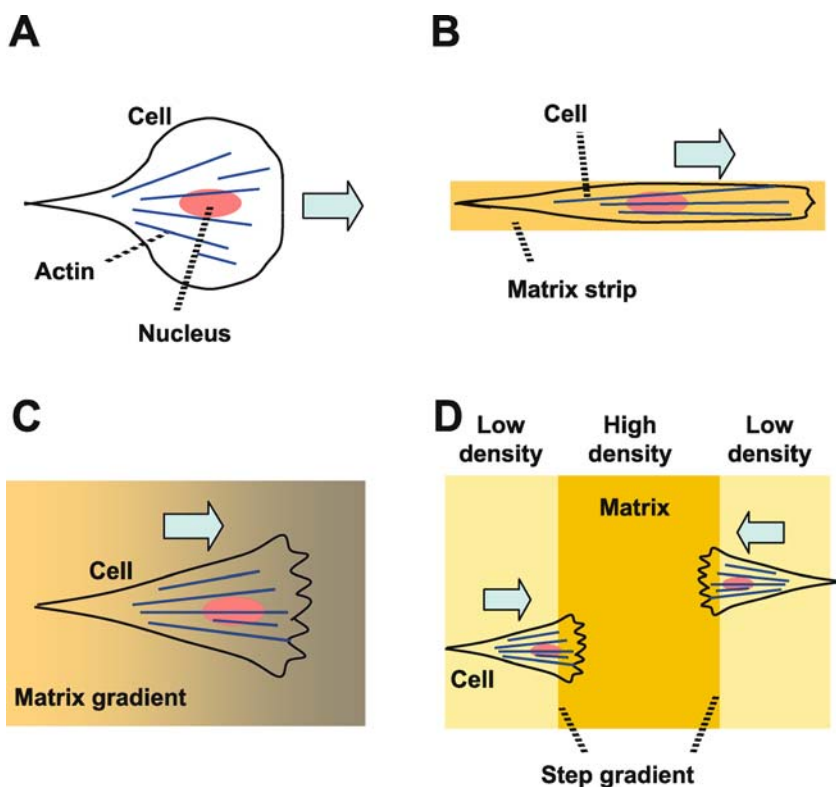 A
Cell
Actin
Nucleus
B
Cell
Matrix strip
C
Cell
Matrix gradient
D
Low
density
High
density
Low
density
Matrix
Cell
Step gradient